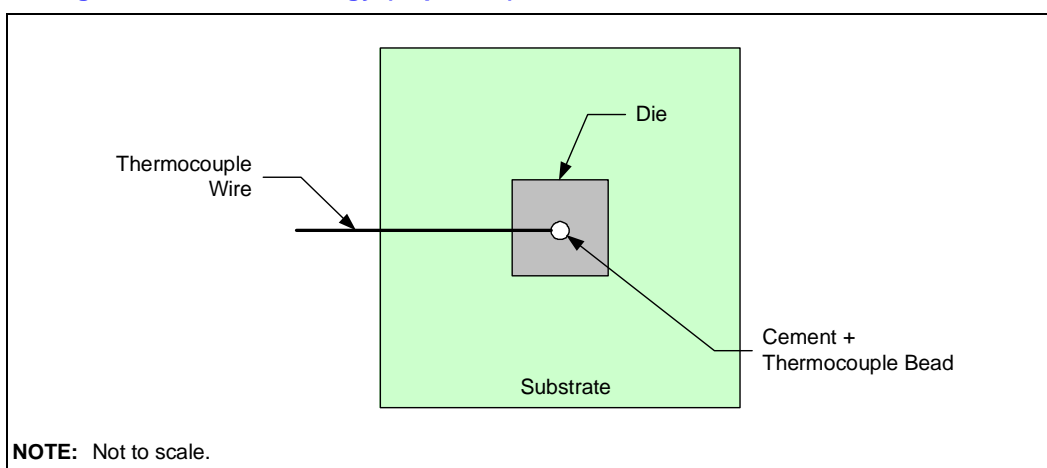 Die
Thermocouple
Wire
Cement +
Thermocouple Bead
Substrate
NOTE: Not to scale.